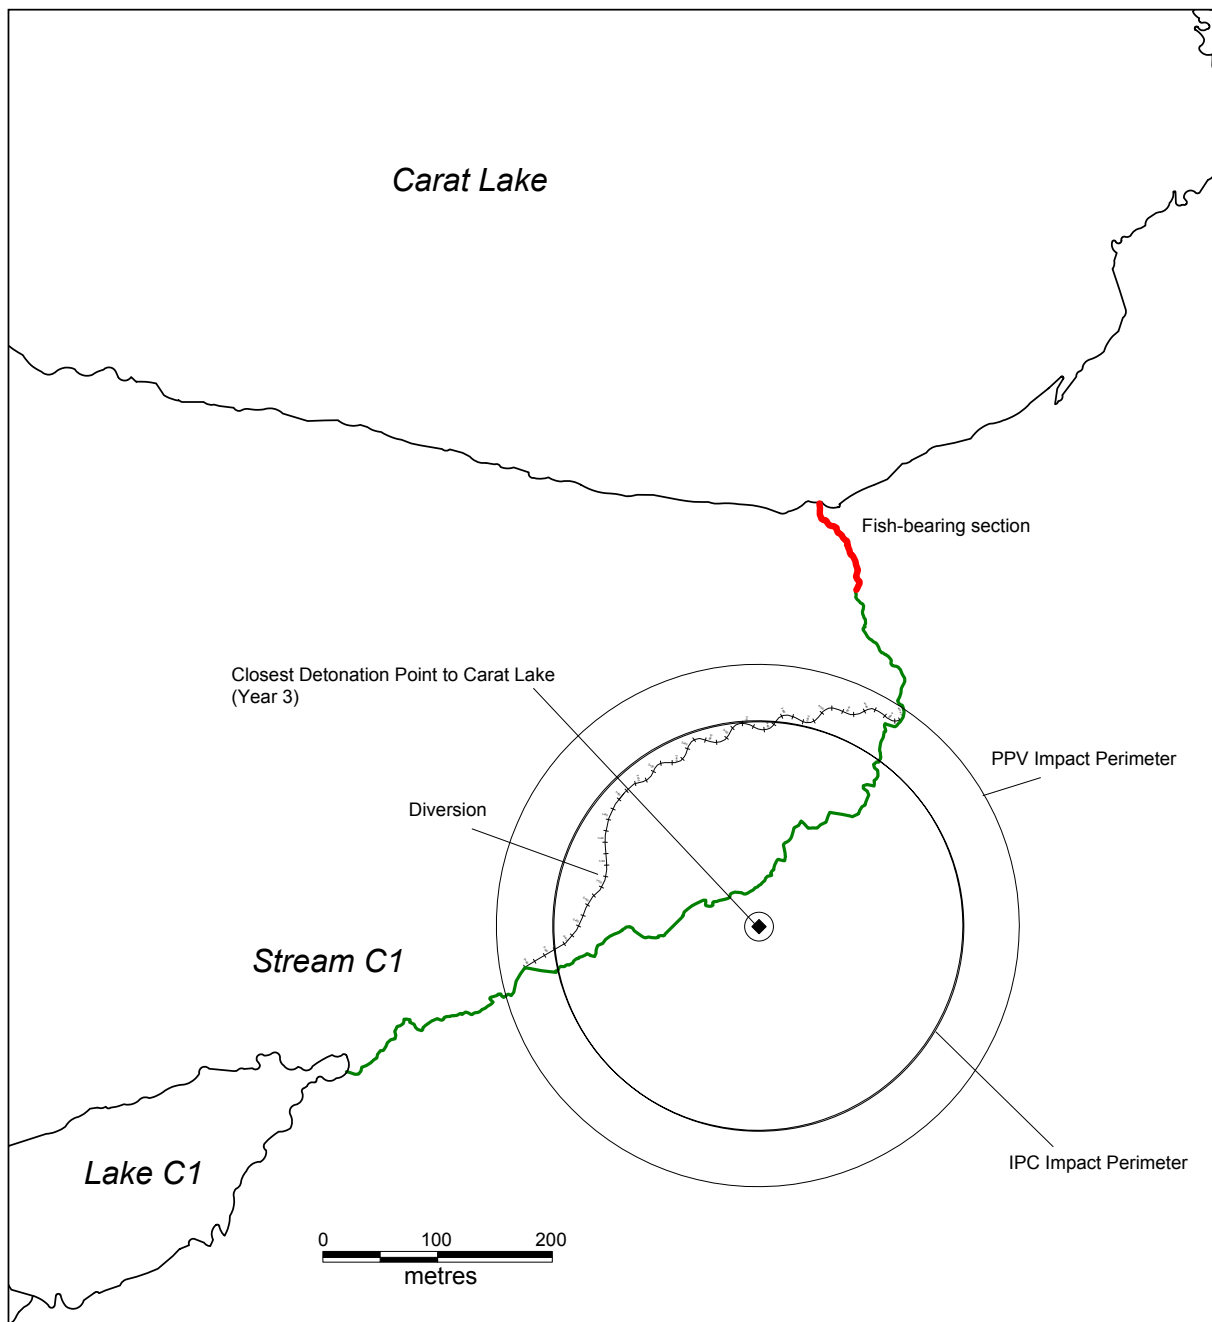 Carat Lake
Fish-bearing section
Closest Detonation Point to Carat Lake
(Year 3)
PPV Impact Perimeter
Diversion
Stream C1
IPC Impact Perimeter
Lake C1
0 100 200
metres